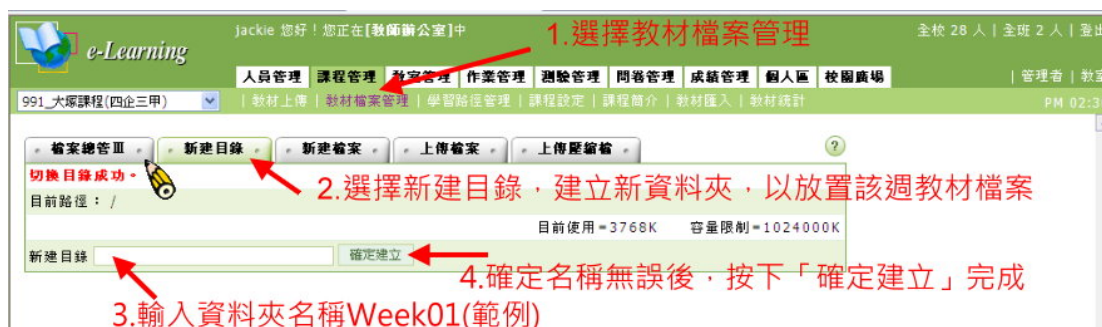 jackie 您好！您正在[教師辦公室]中
1.選擇教材檔案管理
全校 28 人 | 全班 2 人 | 登出
e-Learning
人員管理 課程管理 教室管理 作業管理 測驗管理 問卷管理 成績管理 個人區 校園廣場
| 管理者 | 教室
991_大塚課程(四企三甲)
| 教材上傳 | 教材檔案管理 | 學習路徑管理 | 課程設定 | 課程簡介 | 教材匯入 | 教材統計
PM 02:3
檔案總管III 新建目錄 新建檔案 上傳檔案 上傳壓縮檔
?
切換目錄成功。
2.選擇新建目錄，建立新資料夾，以放置該週教材檔案
目前路徑： /
目前使用=3768K 容量限制=1024000K
新建目錄 確定建立
4.確定名稱無誤後，按下「確定建立」完成
3.輸入資料夾名稱Week01(範例)